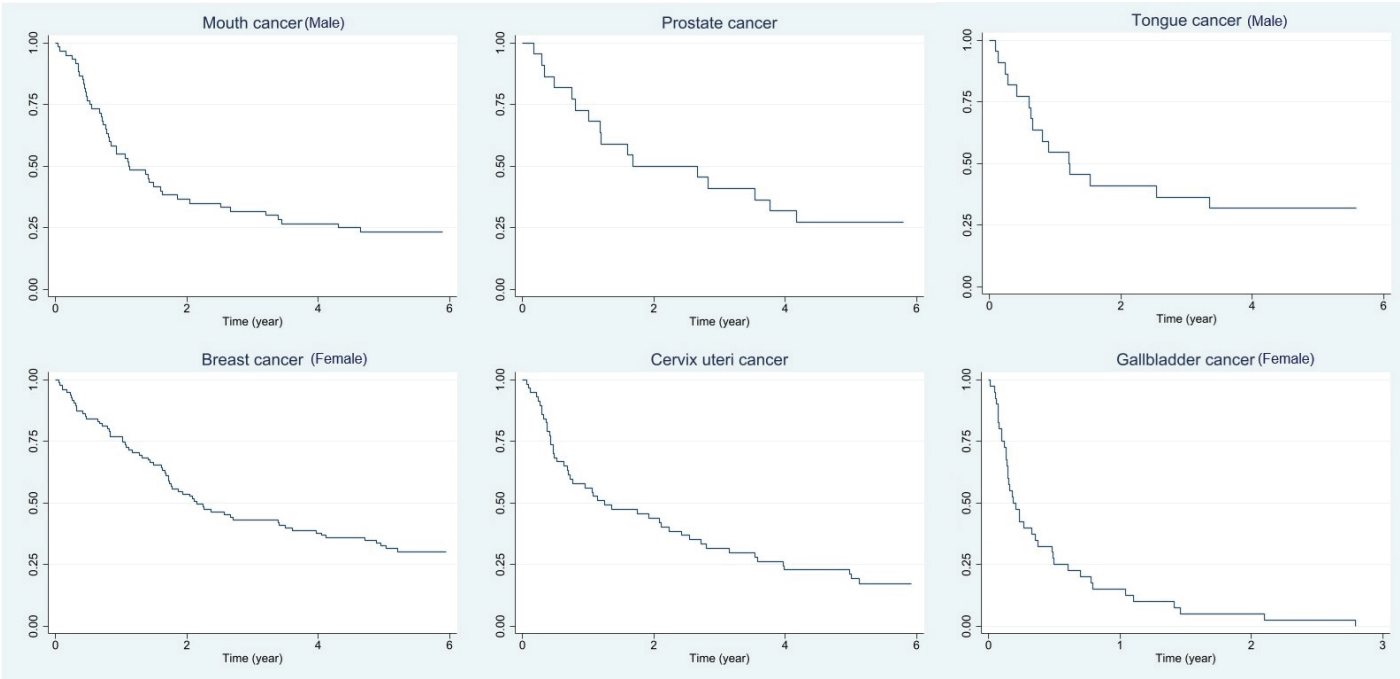 Mouth cancer (Male)
1.00
0.75
0.50
0.25
0.00
0 2 4 6
Time (year)
Prostate cancer
1.00
0.75
0.50
0.25
0.00
0 2 4 6
Time (year)
Tongue cancer (Male)
1.00
0.75
0.50
0.25
0.00
0 2 4 6
Time (year)
Breast cancer (Female)
1.00
0.75
0.50
0.25
0.00
0 2 4 6
Time (year)
Cervix uteri cancer
1.00
0.75
0.50
0.25
0.00
0 2 4 6
Time (year)
Gallbladder cancer (Female)
1.00
0.75
0.50
0.25
0.00
0 1 2 3
Time (year)